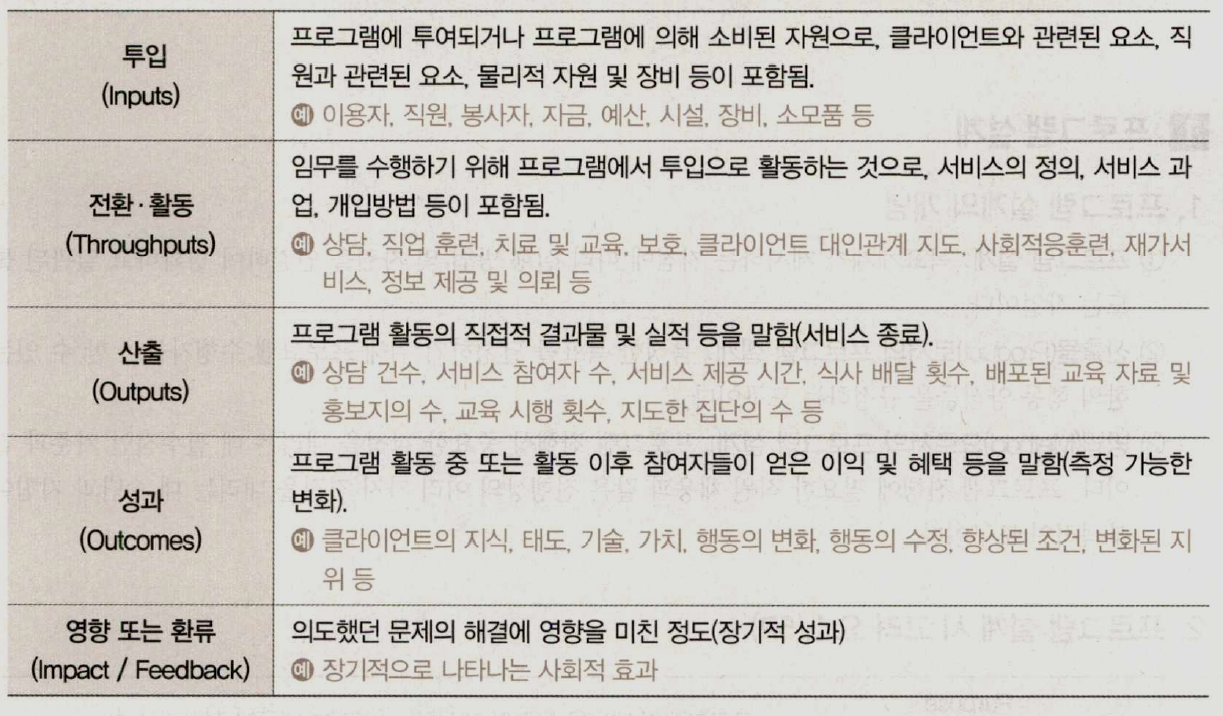 투입
(Inputs)
프로그램에 투여되거나 프로그램에 의해 소비된 자원으로, 클라이언트와 관련된 요소, 직
원과 관련된 요소, 물리적 자원 및 장비 등이 포함됨.
예 이용자, 직원, 봉사자, 자금, 예산, 시설, 장비, 소모품 등
전환·활동
(Throughputs)
임무를 수행하기 위해 프로그램에서 투입으로 활동하는 것으로, 서비스의 정의, 서비스 과
업, 개입방법 등이 포함됨.
예 상담, 직업 훈련, 치료 및 교육, 보호, 클라이언트 대인관계 지도, 사회적응훈련, 재가서
비스, 정보 제공 및 의뢰 등
산출
(Outputs)
프로그램 활동의 직접적 결과물 및 실적 등을 말함(서비스 종료).
예 상담 건수, 서비스 참여자 수, 서비스 제공 시간, 식사 배달 횟수, 배포된 교육 자료 및
홍보지의 수, 교육 시행 횟수, 지도한 집단의 수 등
성과
(Outcomes)
프로그램 활동 중 또는 활동 이후 참여자들이 얻은 이익 및 혜택 등을 말함(측정 가능한
변화).
예 클라이언트의 지식, 태도, 기술, 가치, 행동의 변화, 행동의 수정, 향상된 조건, 변화된 지
위 등
영향 또는 환류
(Impact / Feedback)
의도했던 문제의 해결에 영향을 미친 정도(장기적 성과)
예 장기적으로 나타나는 사회적 효과